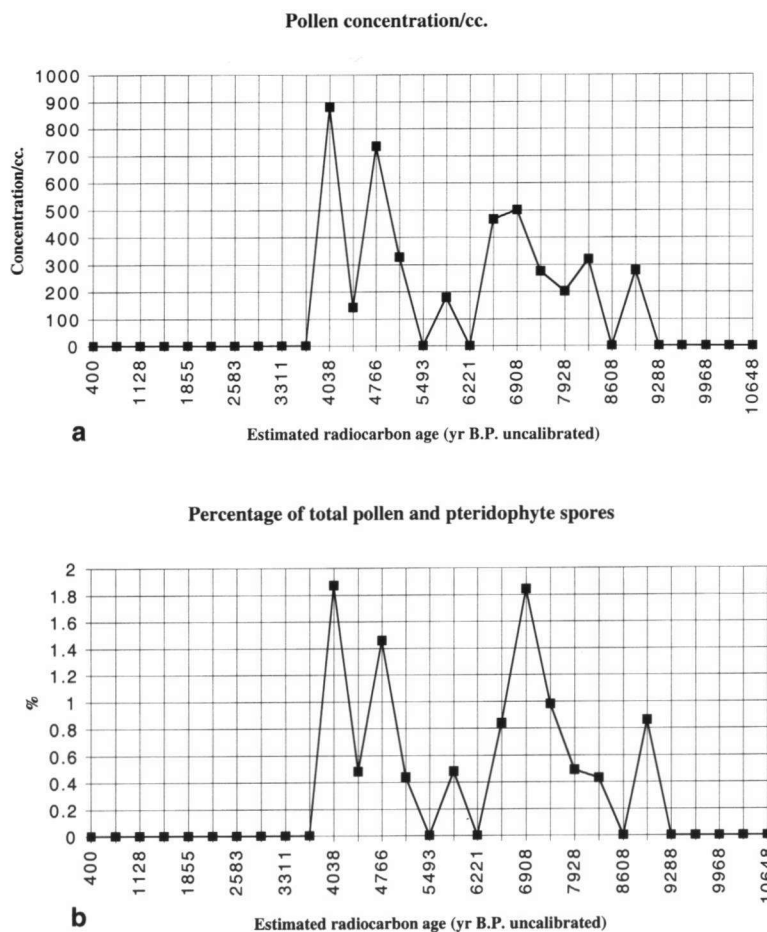 Pollen concentration/cc.
1000
900
800
700
600
500
400
300
200
100
0
Concentration/cc.
400 1128 1855 2583 3311 4038 4766 5493 6221 6908 7928 8608 9288 9968 10648
a
Estimated radiocarbon age (yr B.P. uncalibrated)
Percentage of total pollen and pteridophyte spores
2
1.8
1.6
1.4
1.2
1
0.8
0.6
0.4
0.2
0
%
400 1128 1855 2583 3311 4038 4766 5493 6221 6908 7928 8608 9288 9968 10648
b
Estimated radiocarbon age (yr B.P. uncalibrated)